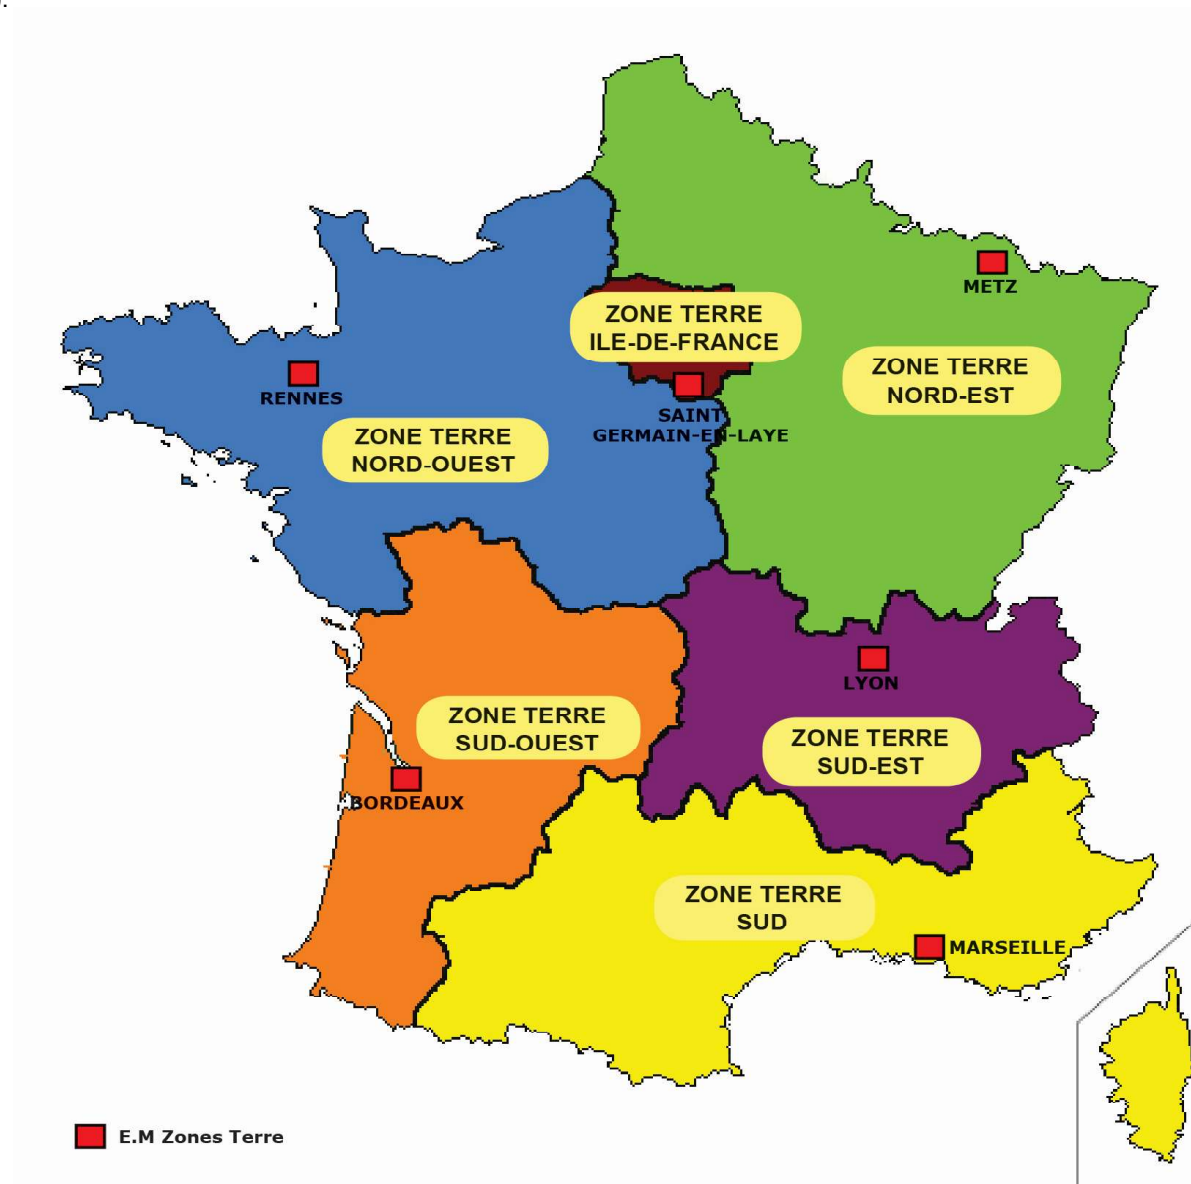 METZ
ZONE TERRE
ILE-DE-FRANCE
ZONE TERRE
NORD-EST
RENNES
SAINT
GERMAIN-EN-LAYE
ZONE TERRE
NORD-OUEST
LYON
ZONE TERRE
SUD-OUEST
ZONE TERRE
SUD-EST
BORDEAUX
ZONE TERRE
SUD
MARSEILLE
E.M Zones Terre